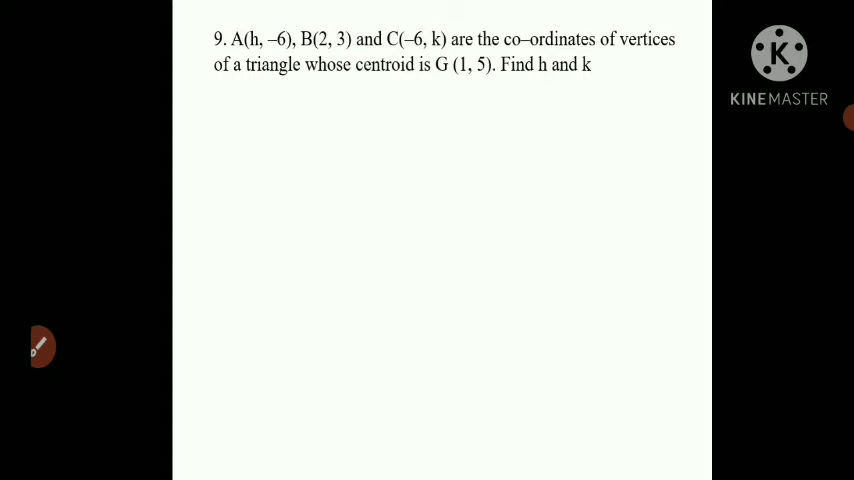 9. A(h, –6), B(2, 3) and C(–6, k) are the co–ordinates of vertices
of a triangle whose centroid is G (1, 5). Find h and k
K
KINEMASTER